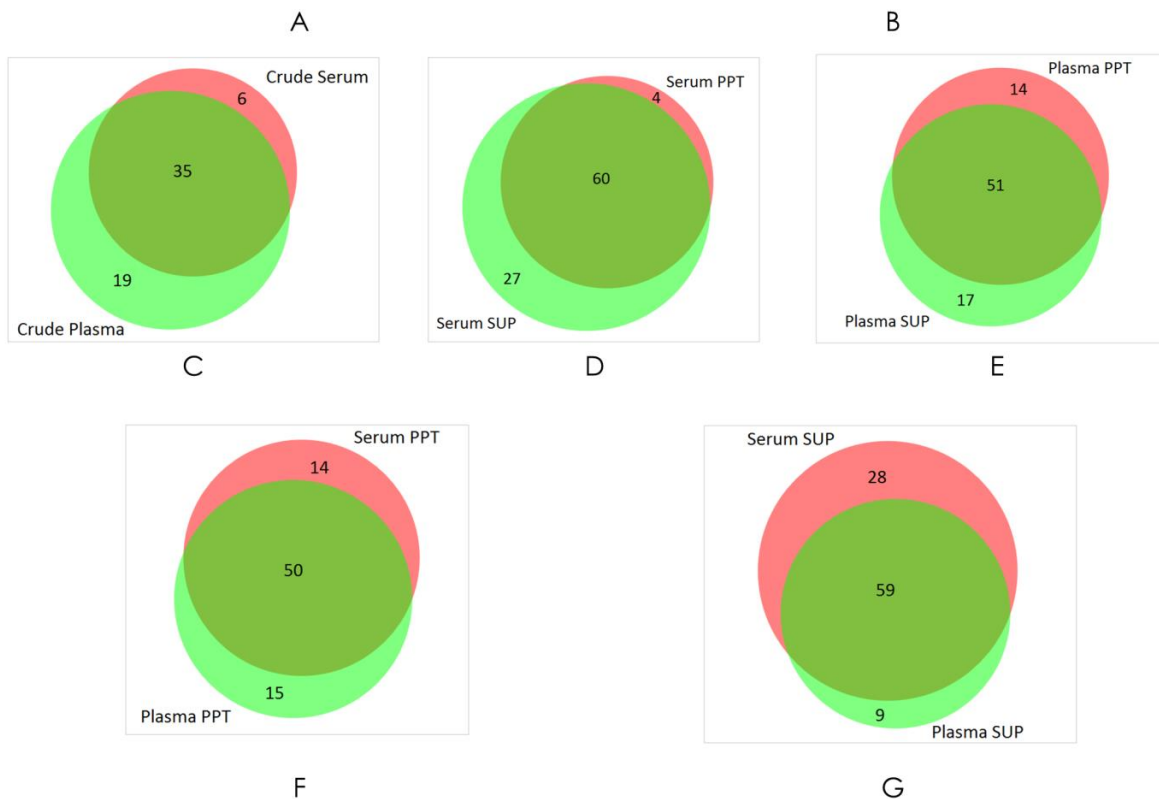 A
B
Crude Serum
6
35
19
Crude Plasma
Serum PPT
4
60
27
Serum SUP
Plasma PPT
14
51
17
Plasma SUP
C
D
E
Serum PPT
14
50
15
Plasma PPT
Serum SUP
28
59
9
Plasma SUP
F
G